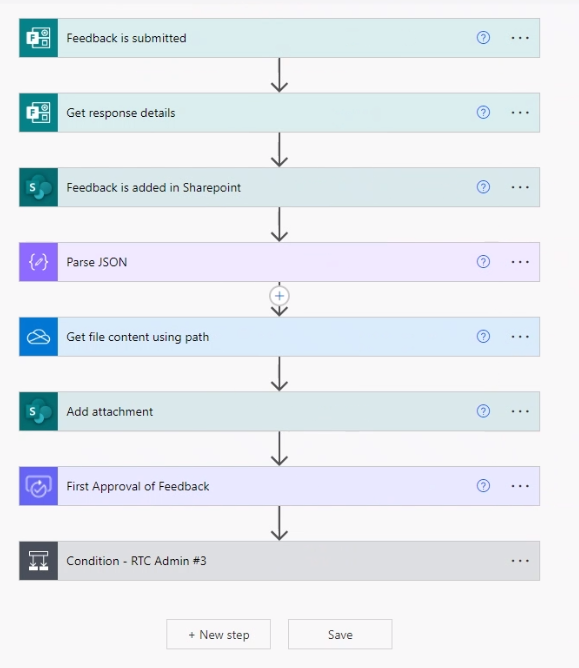 Feedback is submitted
Get response details
Feedback is added in Sharepoint
Parse JSON
Get file content using path
Add attachment
First Approval of Feedback
Condition - RTC Admin #3
+ New step
Save